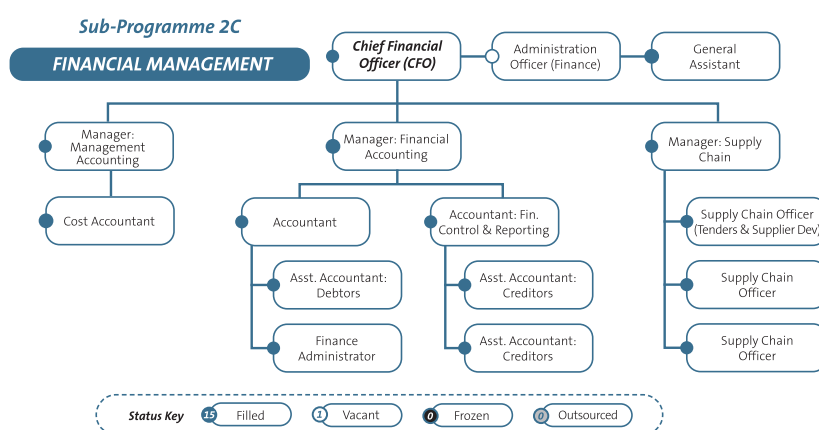 Sub-Programme 2C
FINANCIAL MANAGEMENT
Chief Financial
Officer (CFO)
Administration
Officer (Finance)
General
Assistant
Manager:
Management
Accounting
Manager: Financial
Accounting
Manager: Supply
Chain
Cost Accountant
Accountant
Accountant: Fin.
Control & Reporting
Supply Chain Officer
(Tenders & Supplier Dev)
Asst. Accountant:
Debtors
Asst. Accountant:
Creditors
Supply Chain
Officer
Finance
Administrator
Asst. Accountant:
Creditors
Supply Chain
Officer
Status Key
15 Filled
1 Vacant
0 Frozen
0 Outsourced